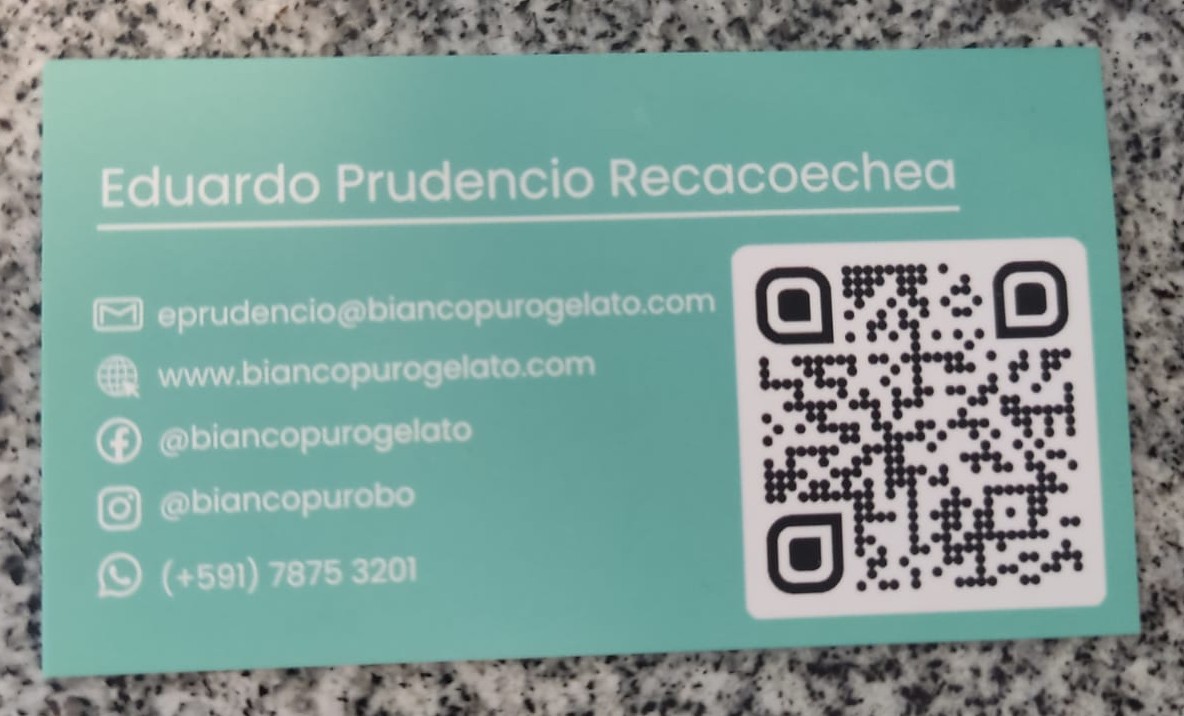 Eduardo Prudencio Recacoechea
eprudencio@biancopurogelato.com
www.biancopurogelato.com
@biancopurogelato
@biancopurobo
(+591) 7875 3201